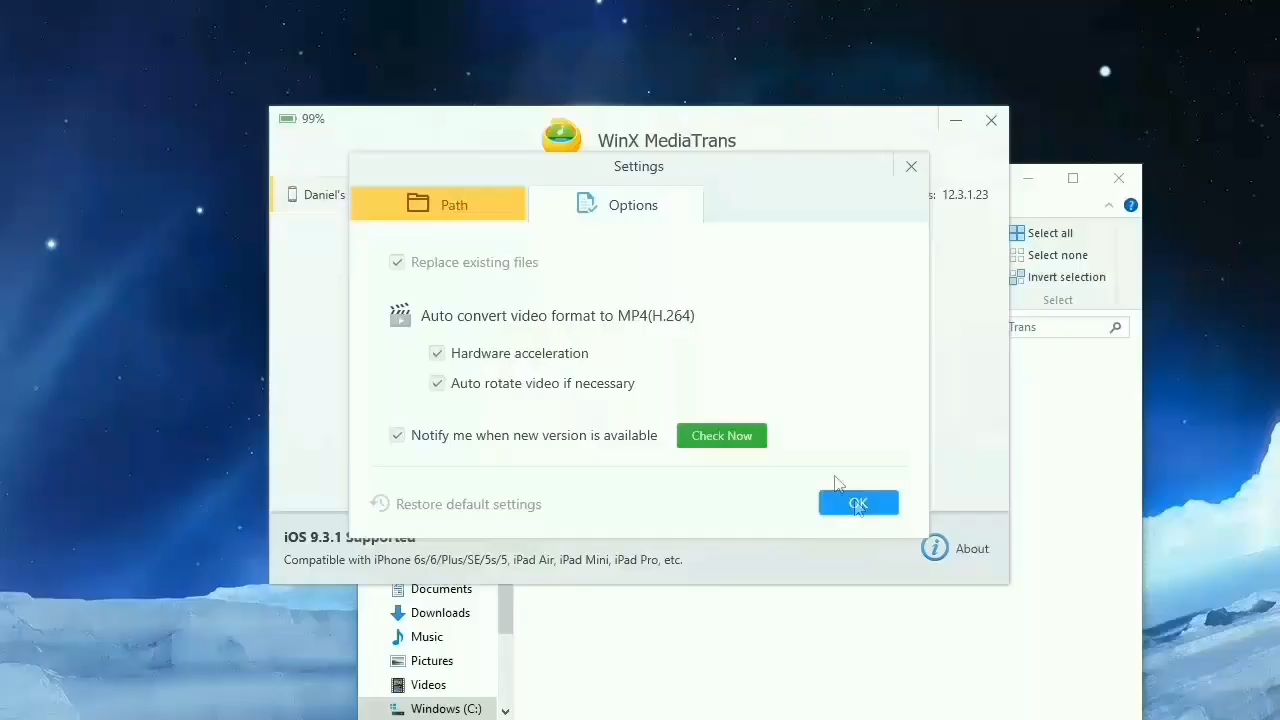 99%
WinX MediaTrans
Settings
Daniel's
s: 12.3.1.23
Path
Options
Select all
Select none
Invert selection
Select
Trans
Replace existing files
Auto convert video format to MP4(H.264)
Hardware acceleration
Auto rotate video if necessary
Notify me when new version is available
Check Now
Restore default settings
OK
iOS 9.3.1 Supported
Compatible with iPhone 6s/6/Plus/SE/5s/5, iPad Air, iPad Mini, iPad Pro, etc.
About
Documents
Downloads
Music
Pictures
Videos
Windows (C:)